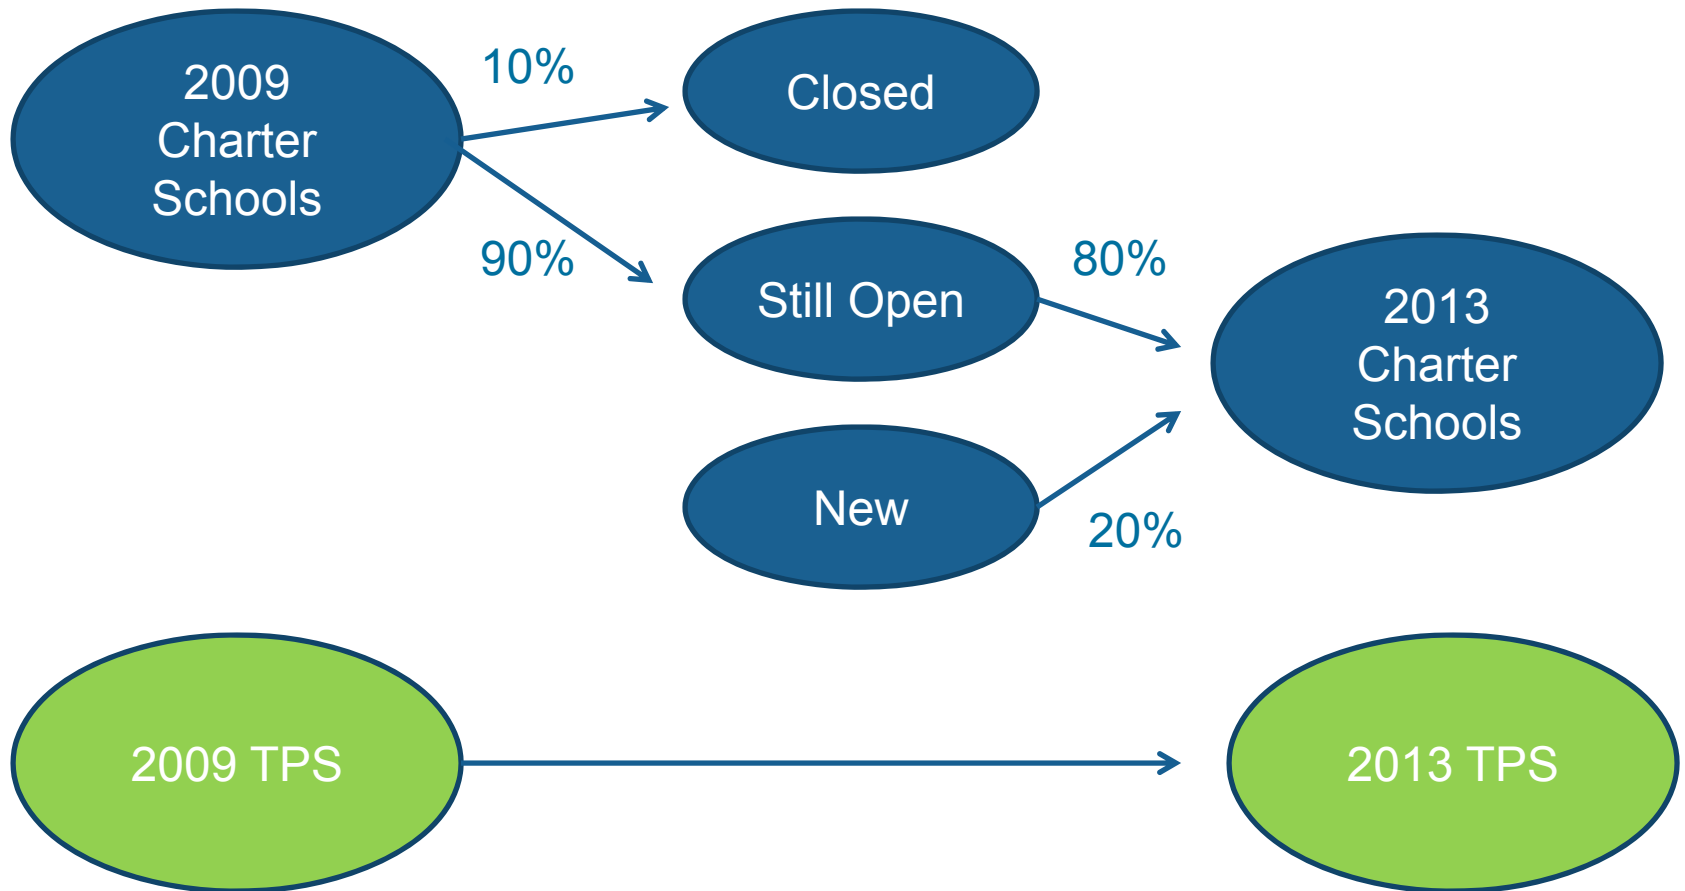 2009
Charter
Schools
10%
Closed
90%
Still Open
80%
2013
Charter
Schools
New
20%
2009 TPS
2013 TPS